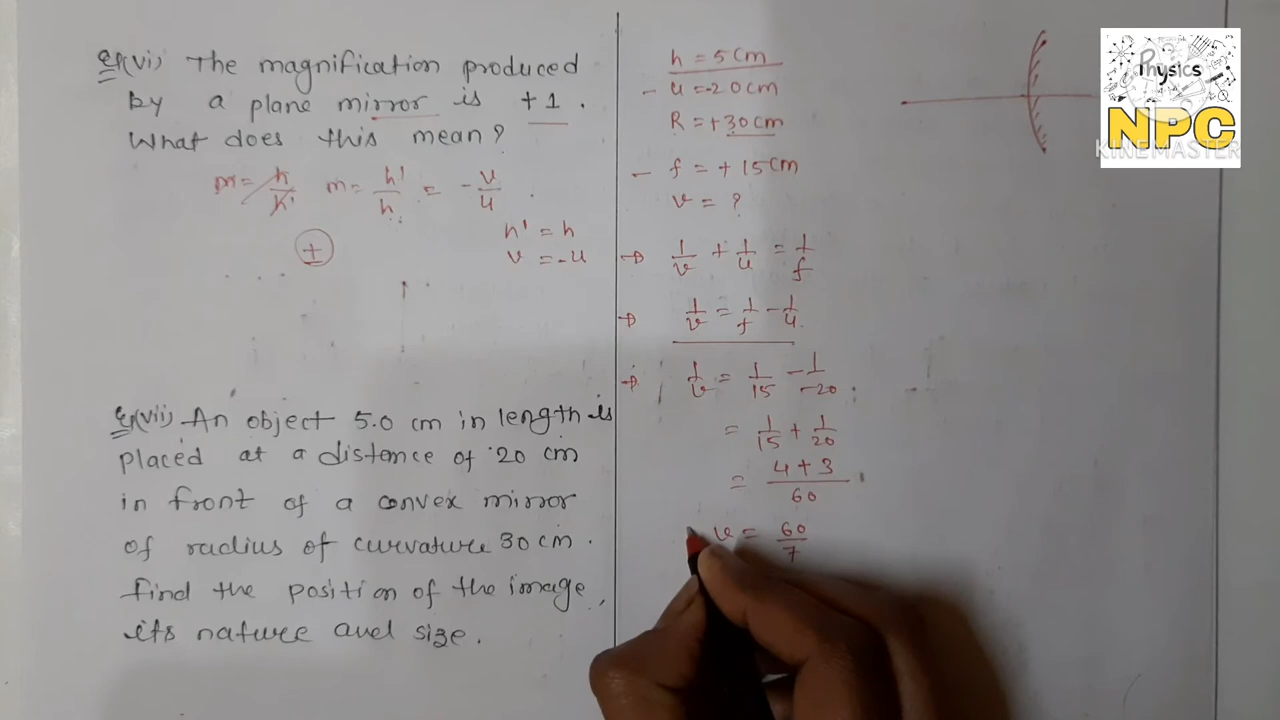 Q(vi) The magnification produced
by a plane mirror is +1.
What does this mean?
m=h/h' m = h'/h = -v/u
h' = h
+
v = -u
Q(vii) An object 5.0 cm in length is
placed at a distance of 20 cm
in front of a convex mirror
of radius of curvature 30 cm.
find the position of the image,
its nature and size.
h = 5 cm
- u = -20 cm
R = +30 cm
- f = +15 cm
v = ?
→ 1/v + 1/u = 1/f
→ 1/v = 1/f - 1/u
→ 1/v = 1/15 - 1/-20
= 1/15 + 1/20
= 4+3/60
v = 60/7
Physics
NPC
KINEMASTER